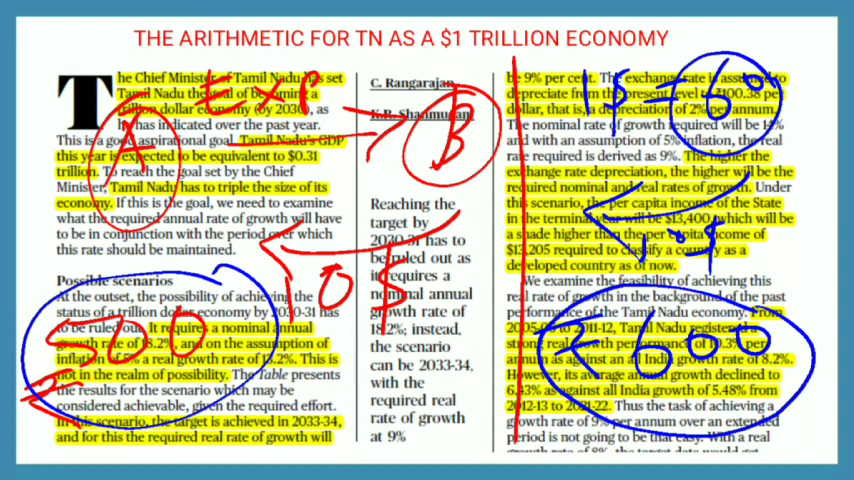 THE ARITHMETIC FOR TN AS A $1 TRILLION ECONOMY
The Chief Minister of Tamil Nadu has set
Tamil Nadu the goal of becoming a
trillion dollar economy (by 2030), as
he has indicated over the past year.
This is a good aspirational goal. Tamil Nadu's GDP
this year is expected to be equivalent to $0.31
trillion. To reach the goal set by the Chief
Minister, Tamil Nadu has to triple the size of its
economy. If this is the goal, we need to examine
what the required annual rate of growth will have
to be in conjunction with the period over which
this rate should be maintained.
Possible scenarios
At the outset, the possibility of achieving the
status of a trillion dollar economy by 2030-31 has
to be ruled out. It requires a nominal annual
growth rate of 18.2%, and on the assumption of
inflation of 5% a real growth rate of 13.2%. This is
not in the realm of possibility. The Table presents
the results for the scenario which may be
considered achievable, given the required effort.
In this scenario, the target is achieved in 2033-34,
and for this the required real rate of growth will
C. Rangarajan,
K.R. Shanmugan
Reaching the
target by
2030-31 has to
be ruled out as
it requires a
nominal annual
growth rate of
18.2%; instead,
the scenario
can be 2033-34,
with the
required real
rate of growth
at 9%
be 9% per cent. The exchange rate is assumed to
depreciate from the present level to ₹100.38 per
dollar, that is, a depreciation of 2% per annum.
The nominal rate of growth required will be 14%
and with an assumption of 5% inflation, the real
rate required is derived as 9%. The higher the
exchange rate depreciation, the higher will be the
required nominal and real rates of growth. Under
this scenario, the per capita income of the State
in the terminal year will be $13,400, which will be
a shade higher than the per capita income of
$13,205 required to classify a country as a
developed country as of now.
We examine the feasibility of achieving this
real rate of growth in the background of the past
performance of the Tamil Nadu economy. From
2005-06 to 2011-12, Tamil Nadu registered a
strong real growth performance of 10.3% per
annum as against an all India growth rate of 8.2%.
However, its average annual growth declined to
6.43% as against all India growth of 5.48% from
2012-13 to 2021-22. Thus the task of achieving a
growth rate of 9% per annum over an extended
period is not going to be that easy. With a real
growth rate of 8%, the target date would get
A
Exp
B
10 $
500
1 $ - 60
10 $
₹ 600